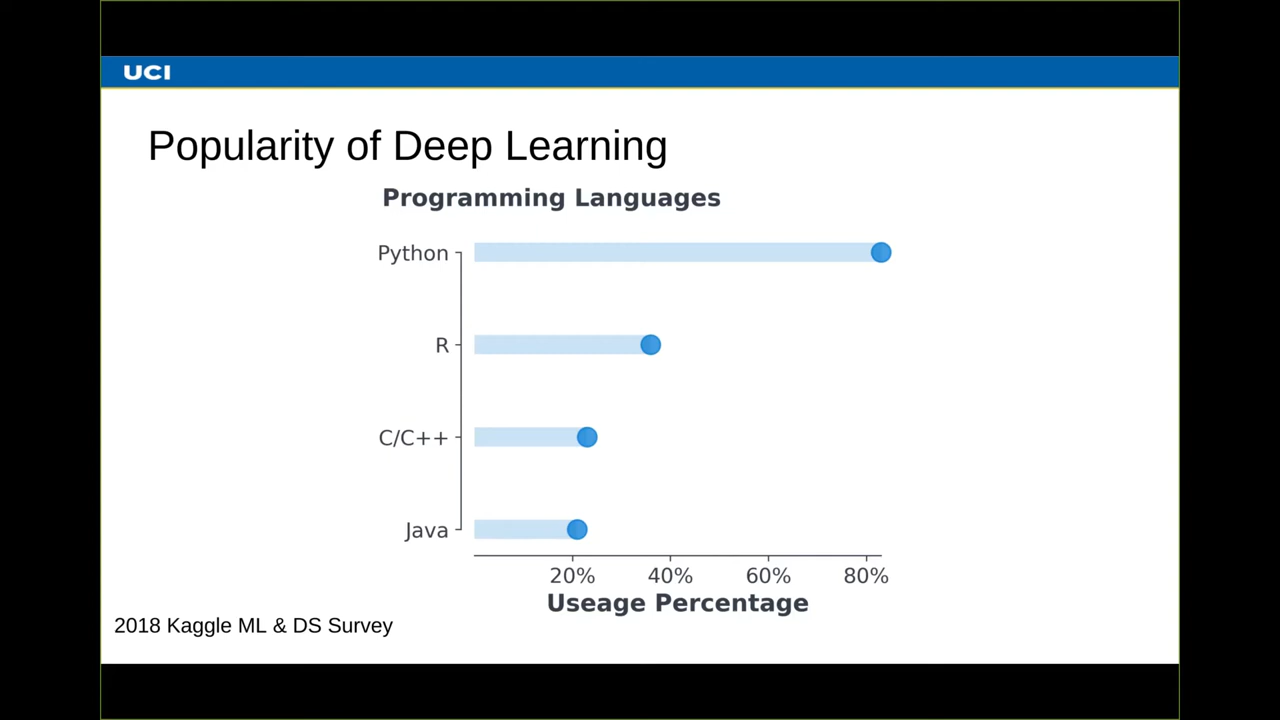 UCI
Popularity of Deep Learning
Programming Languages
Python
R
C/C++
Java
20% 40% 60% 80%
Useage Percentage
2018 Kaggle ML & DS Survey